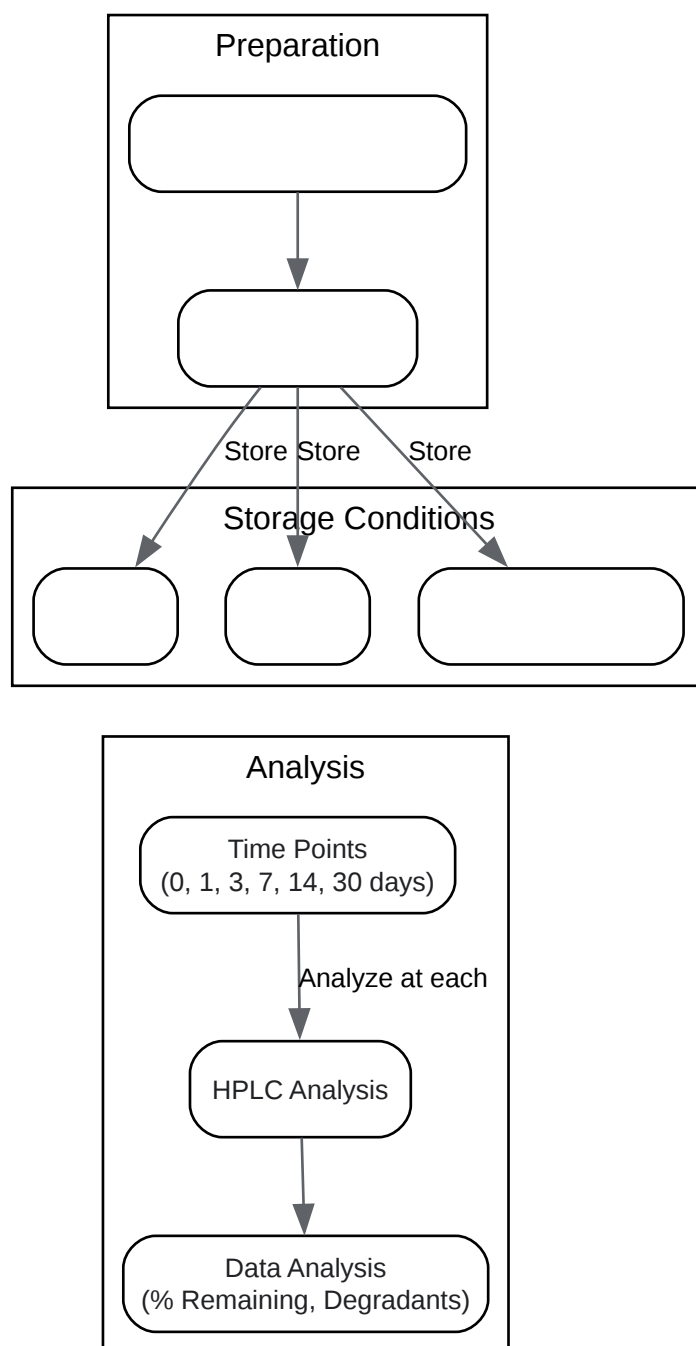 Preparation
Store Store Store
Storage Conditions
Analysis
Time Points
(0, 1, 3, 7, 14, 30 days)
Analyze at each
HPLC Analysis
Data Analysis
(% Remaining, Degradants)